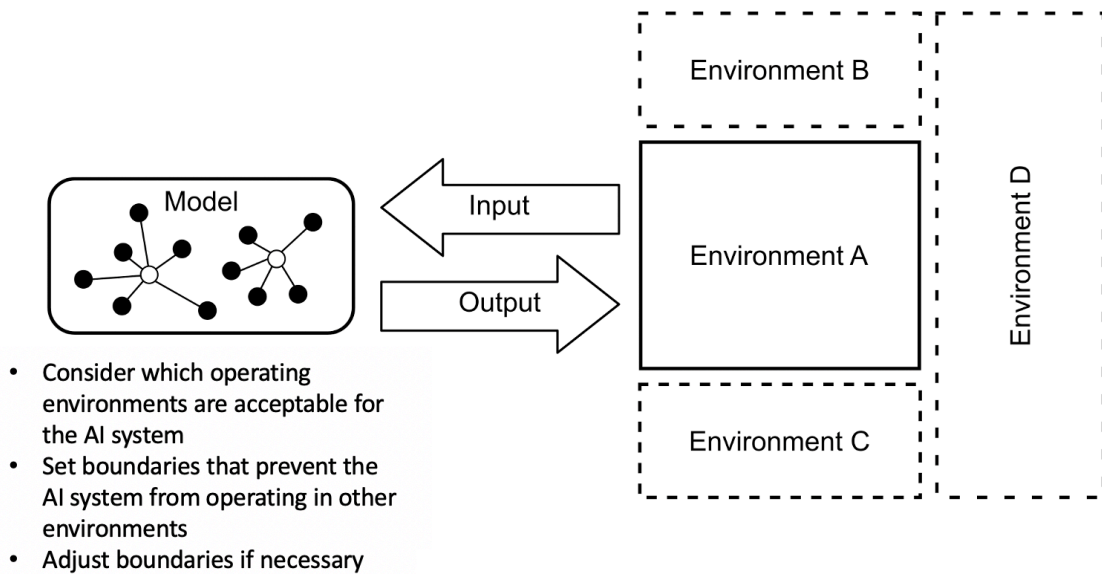 Environment B
Model
Input
Environment A
Environment D
Output
• Consider which operating
environments are acceptable for
the AI system
• Set boundaries that prevent the
AI system from operating in other
environments
• Adjust boundaries if necessary
Environment C